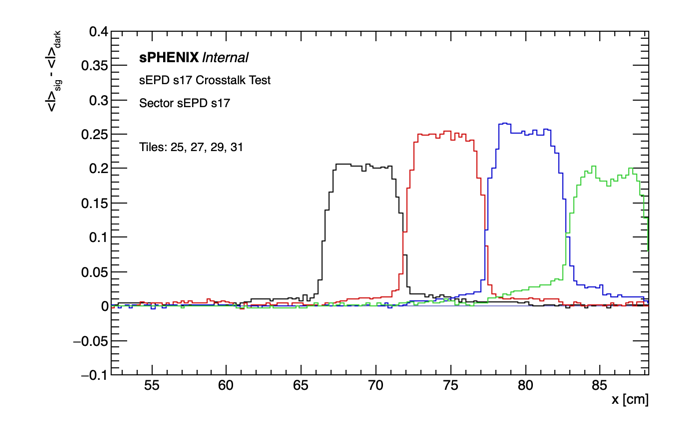 0.4
0.35
0.3
0.25
0.2
0.15
0.1
0.05
0
−0.05
−0.1
<I>sig - <I>dark
sPHENIX Internal
sEPD s17 Crosstalk Test
Sector sEPD s17
Tiles: 25, 27, 29, 31
55 60 65 70 75 80 85
x [cm]